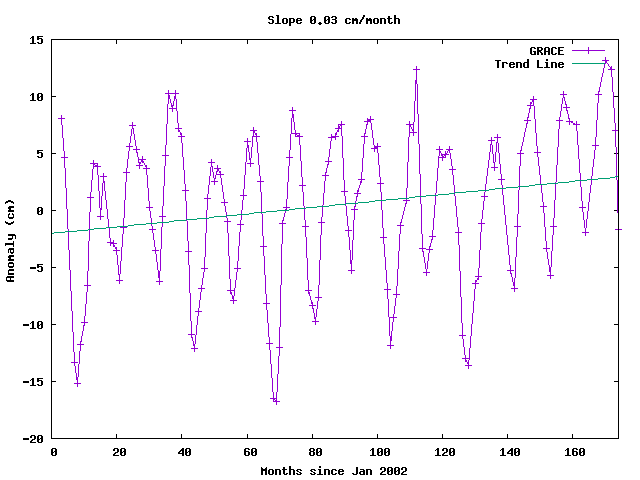 Slope 0.03 cm/month
GRACE
Trend Line
15
10
5
0
-5
-10
-15
-20
Anomaly (cm)
0 20 40 60 80 100 120 140 160
Months since Jan 2002